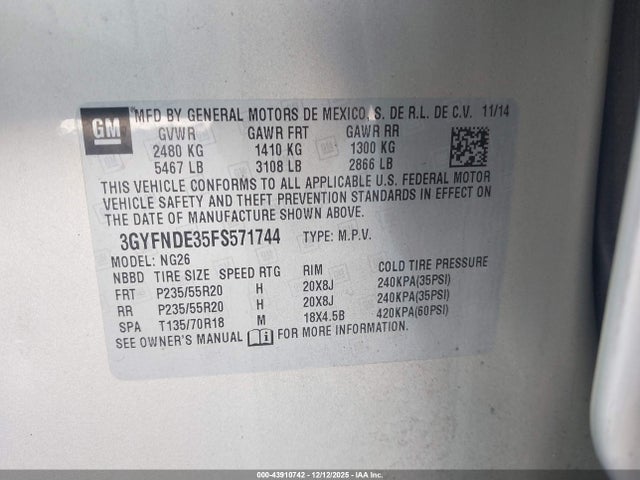 GM
MFD BY GENERAL MOTORS DE MEXICO, S. DE R.L. DE C.V. 11/14
GVWR GAWR FRT GAWR RR
2480 KG 1410 KG 1300 KG
5467 LB 3108 LB 2866 LB
THIS VEHICLE CONFORMS TO ALL APPLICABLE U.S. FEDERAL MOTOR
VEHICLE SAFETY AND THEFT PREVENTION STANDARDS IN EFFECT ON
THE DATE OF MANUFACTURE SHOWN ABOVE.
3GYFNDE35FS571744 TYPE: M.P.V.
MODEL: NG26
NBBD TIRE SIZE SPEED RTG RIM COLD TIRE PRESSURE
FRT P235/55R20 H 20X8J 240KPA(35PSI)
RR P235/55R20 H 20X8J 240KPA(35PSI)
SPA T135/70R18 M 18X4.5B 420KPA(60PSI)
SEE OWNER'S MANUAL FOR MORE INFORMATION.
000-43910742 - 12/12/2025 - IAAI.com